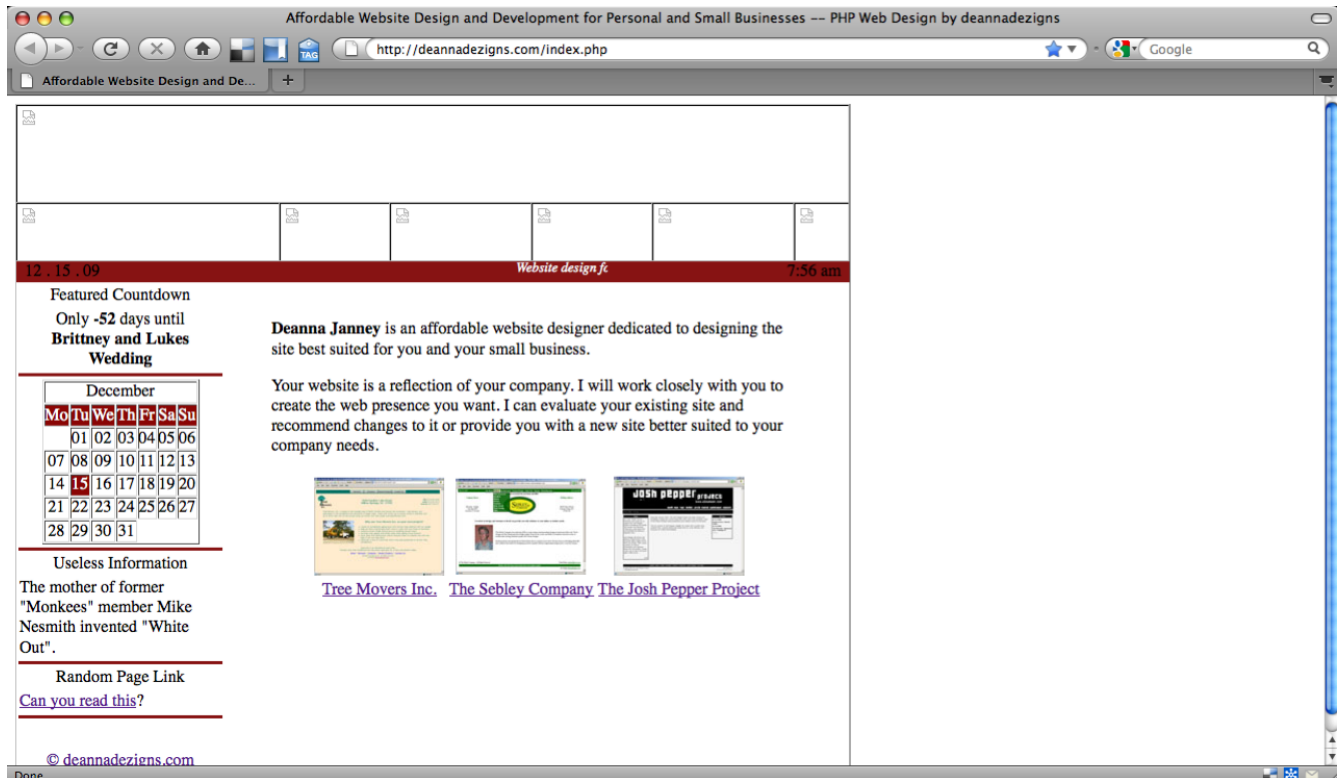 Affordable Website Design and Development for Personal and Small Businesses -- PHP Web Design by deannadezigns
TAG
http://deannadezigns.com/index.php
Google
Affordable Website Design and De...
12 . 15 . 09
Website design fo
7:56 am
Featured Countdown
Only -52 days until
Brittney and Lukes
Wedding
December
Mo Tu We Th Fr Sa Su
01 02 03 04 05 06
07 08 09 10 11 12 13
14 15 16 17 18 19 20
21 22 23 24 25 26 27
28 29 30 31
Useless Information
The mother of former
"Monkees" member Mike
Nesmith invented "White
Out".
Random Page Link
Can you read this?
© deannadezigns.com
Deanna Janney is an affordable website designer dedicated to designing the
site best suited for you and your small business.
Your website is a reflection of your company. I will work closely with you to
create the web presence you want. I can evaluate your existing site and
recommend changes to it or provide you with a new site better suited to your
company needs.
josh pepper project
Tree Movers Inc. The Sebley Company The Josh Pepper Project
Done